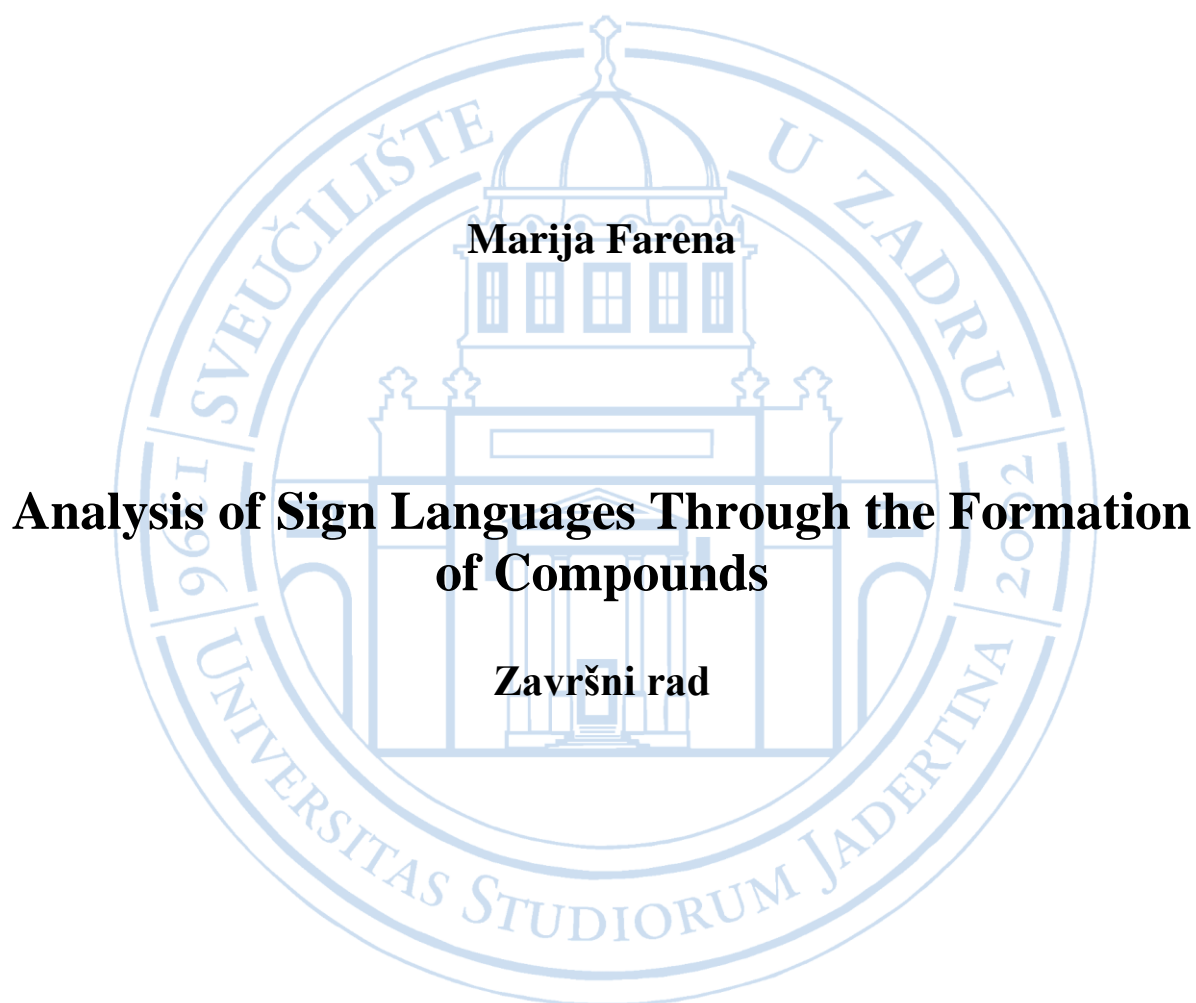 SVEUČILIŠTE U ZADRU
Marija Farena
Analysis of Sign Languages Through the Formation
of Compounds
Završni rad
1396
2002
UNIVERSITAS STUDIORUM JADERTINA